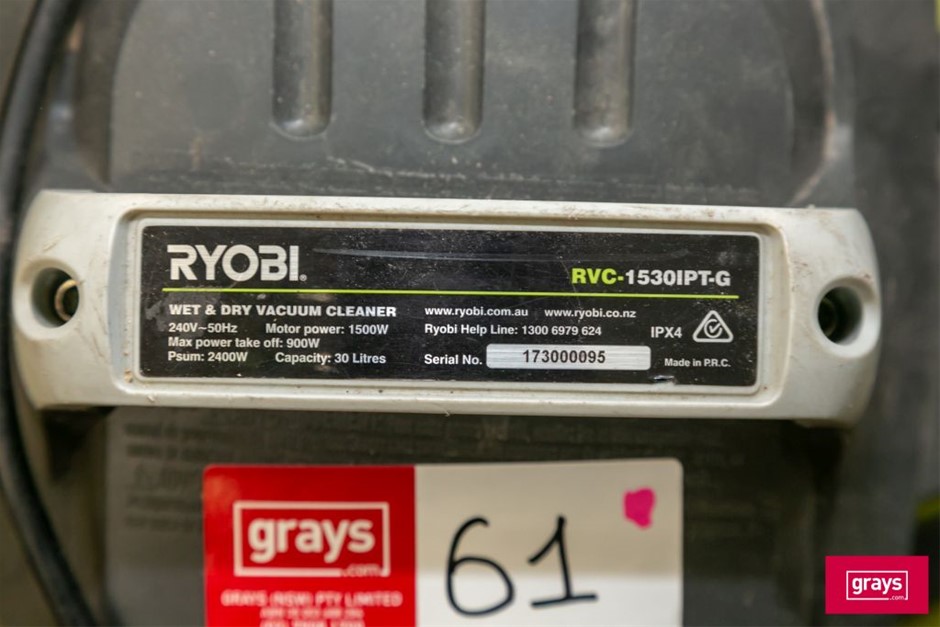 RYOBI
RVC-1530IPT-G
WET & DRY VACUUM CLEANER
240V~50Hz Motor power: 1500W
Max power take off: 900W
Psum: 2400W Capacity: 30 Litres
www.ryobi.com.au www.ryobi.co.nz
Ryobi Help Line: 1300 6979 624
Serial No. 173000095
IPX4
Made in P.R.C.
grays
.com
GRAYS (NSW) PTY LIMITED
61
grays
.com